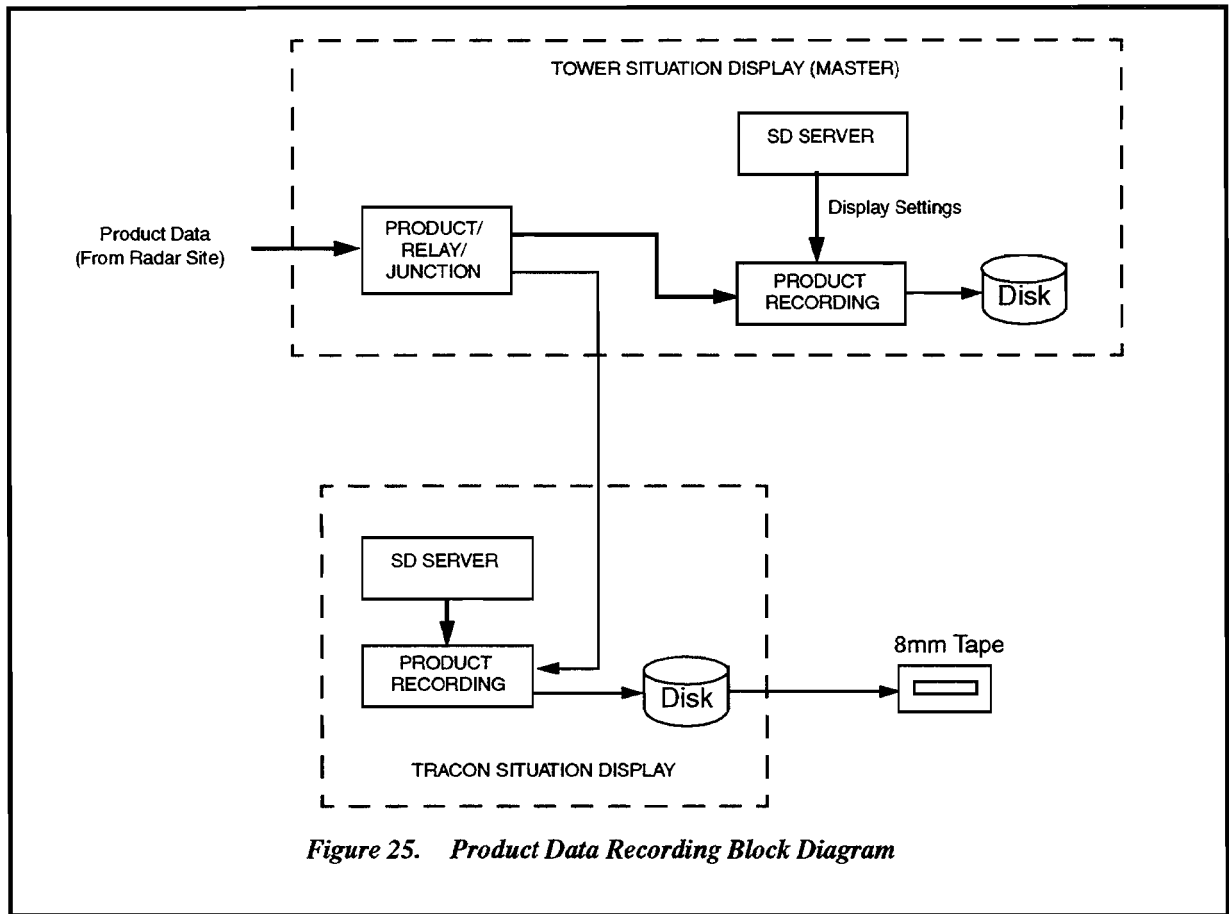 TOWER SITUATION DISPLAY (MASTER)
SD SERVER
Display Settings
Product Data
(From Radar Site)
PRODUCT/
RELAY/
JUNCTION
PRODUCT
RECORDING
Disk
SD SERVER
PRODUCT
RECORDING
Disk
8mm Tape
TRACON SITUATION DISPLAY
Figure 25. Product Data Recording Block Diagram